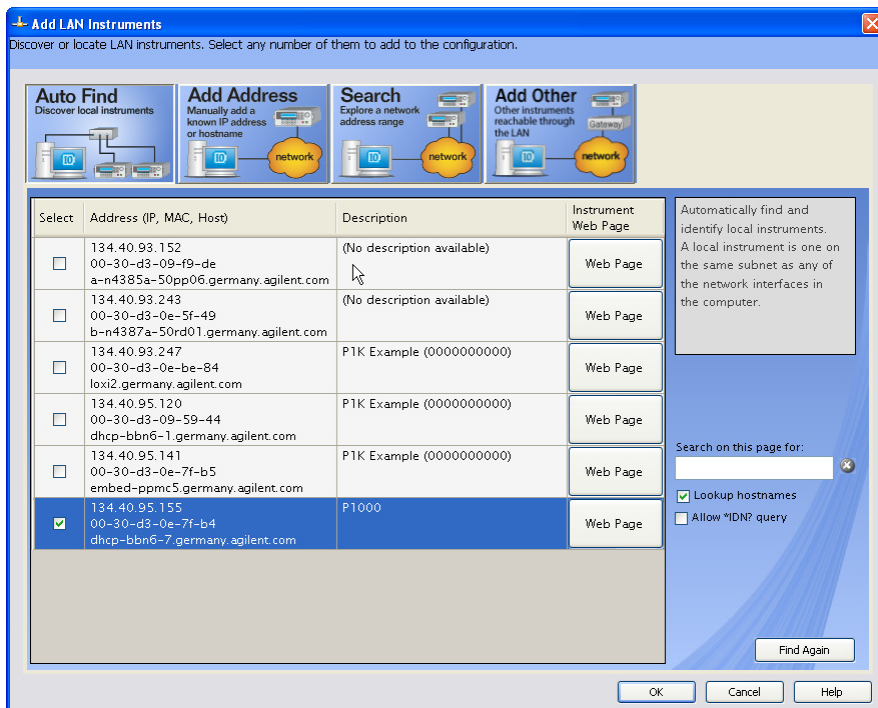 Add LAN Instruments
Discover or locate LAN instruments. Select any number of them to add to the configuration.
Auto Find
Discover local instruments
ID
Add Address
Manually add a
known IP address
or hostname
ID
network
Search
Explore a network
address range
ID
network
Add Other
Other instruments
reachable through
the LAN
Gateway
ID
network
Select
Address (IP, MAC, Host)
Description
Instrument
Web Page
134.40.93.152
00-30-d3-09-f9-de
a-n4385a-50pp06.germany.agilent.com
(No description available)
Web Page
134.40.93.243
00-30-d3-0e-5f-49
b-n4387a-50rd01.germany.agilent.com
(No description available)
Web Page
134.40.93.247
00-30-d3-0e-be-84
loxi2.germany.agilent.com
P1K Example (0000000000)
Web Page
134.40.95.120
00-30-d3-09-59-44
dhcp-bbn6-1.germany.agilent.com
P1K Example (0000000000)
Web Page
134.40.95.141
00-30-d3-0e-7f-b5
embed-ppmc5.germany.agilent.com
P1K Example (0000000000)
Web Page
134.40.95.155
00-30-d3-0e-7f-b4
dhcp-bbn6-7.germany.agilent.com
P1000
Web Page
Automatically find and
identify local instruments.
A local instrument is one on
the same subnet as any of
the network interfaces in
the computer.
Search on this page for:
Lookup hostnames
Allow *IDN? query
Find Again
OK
Cancel
Help